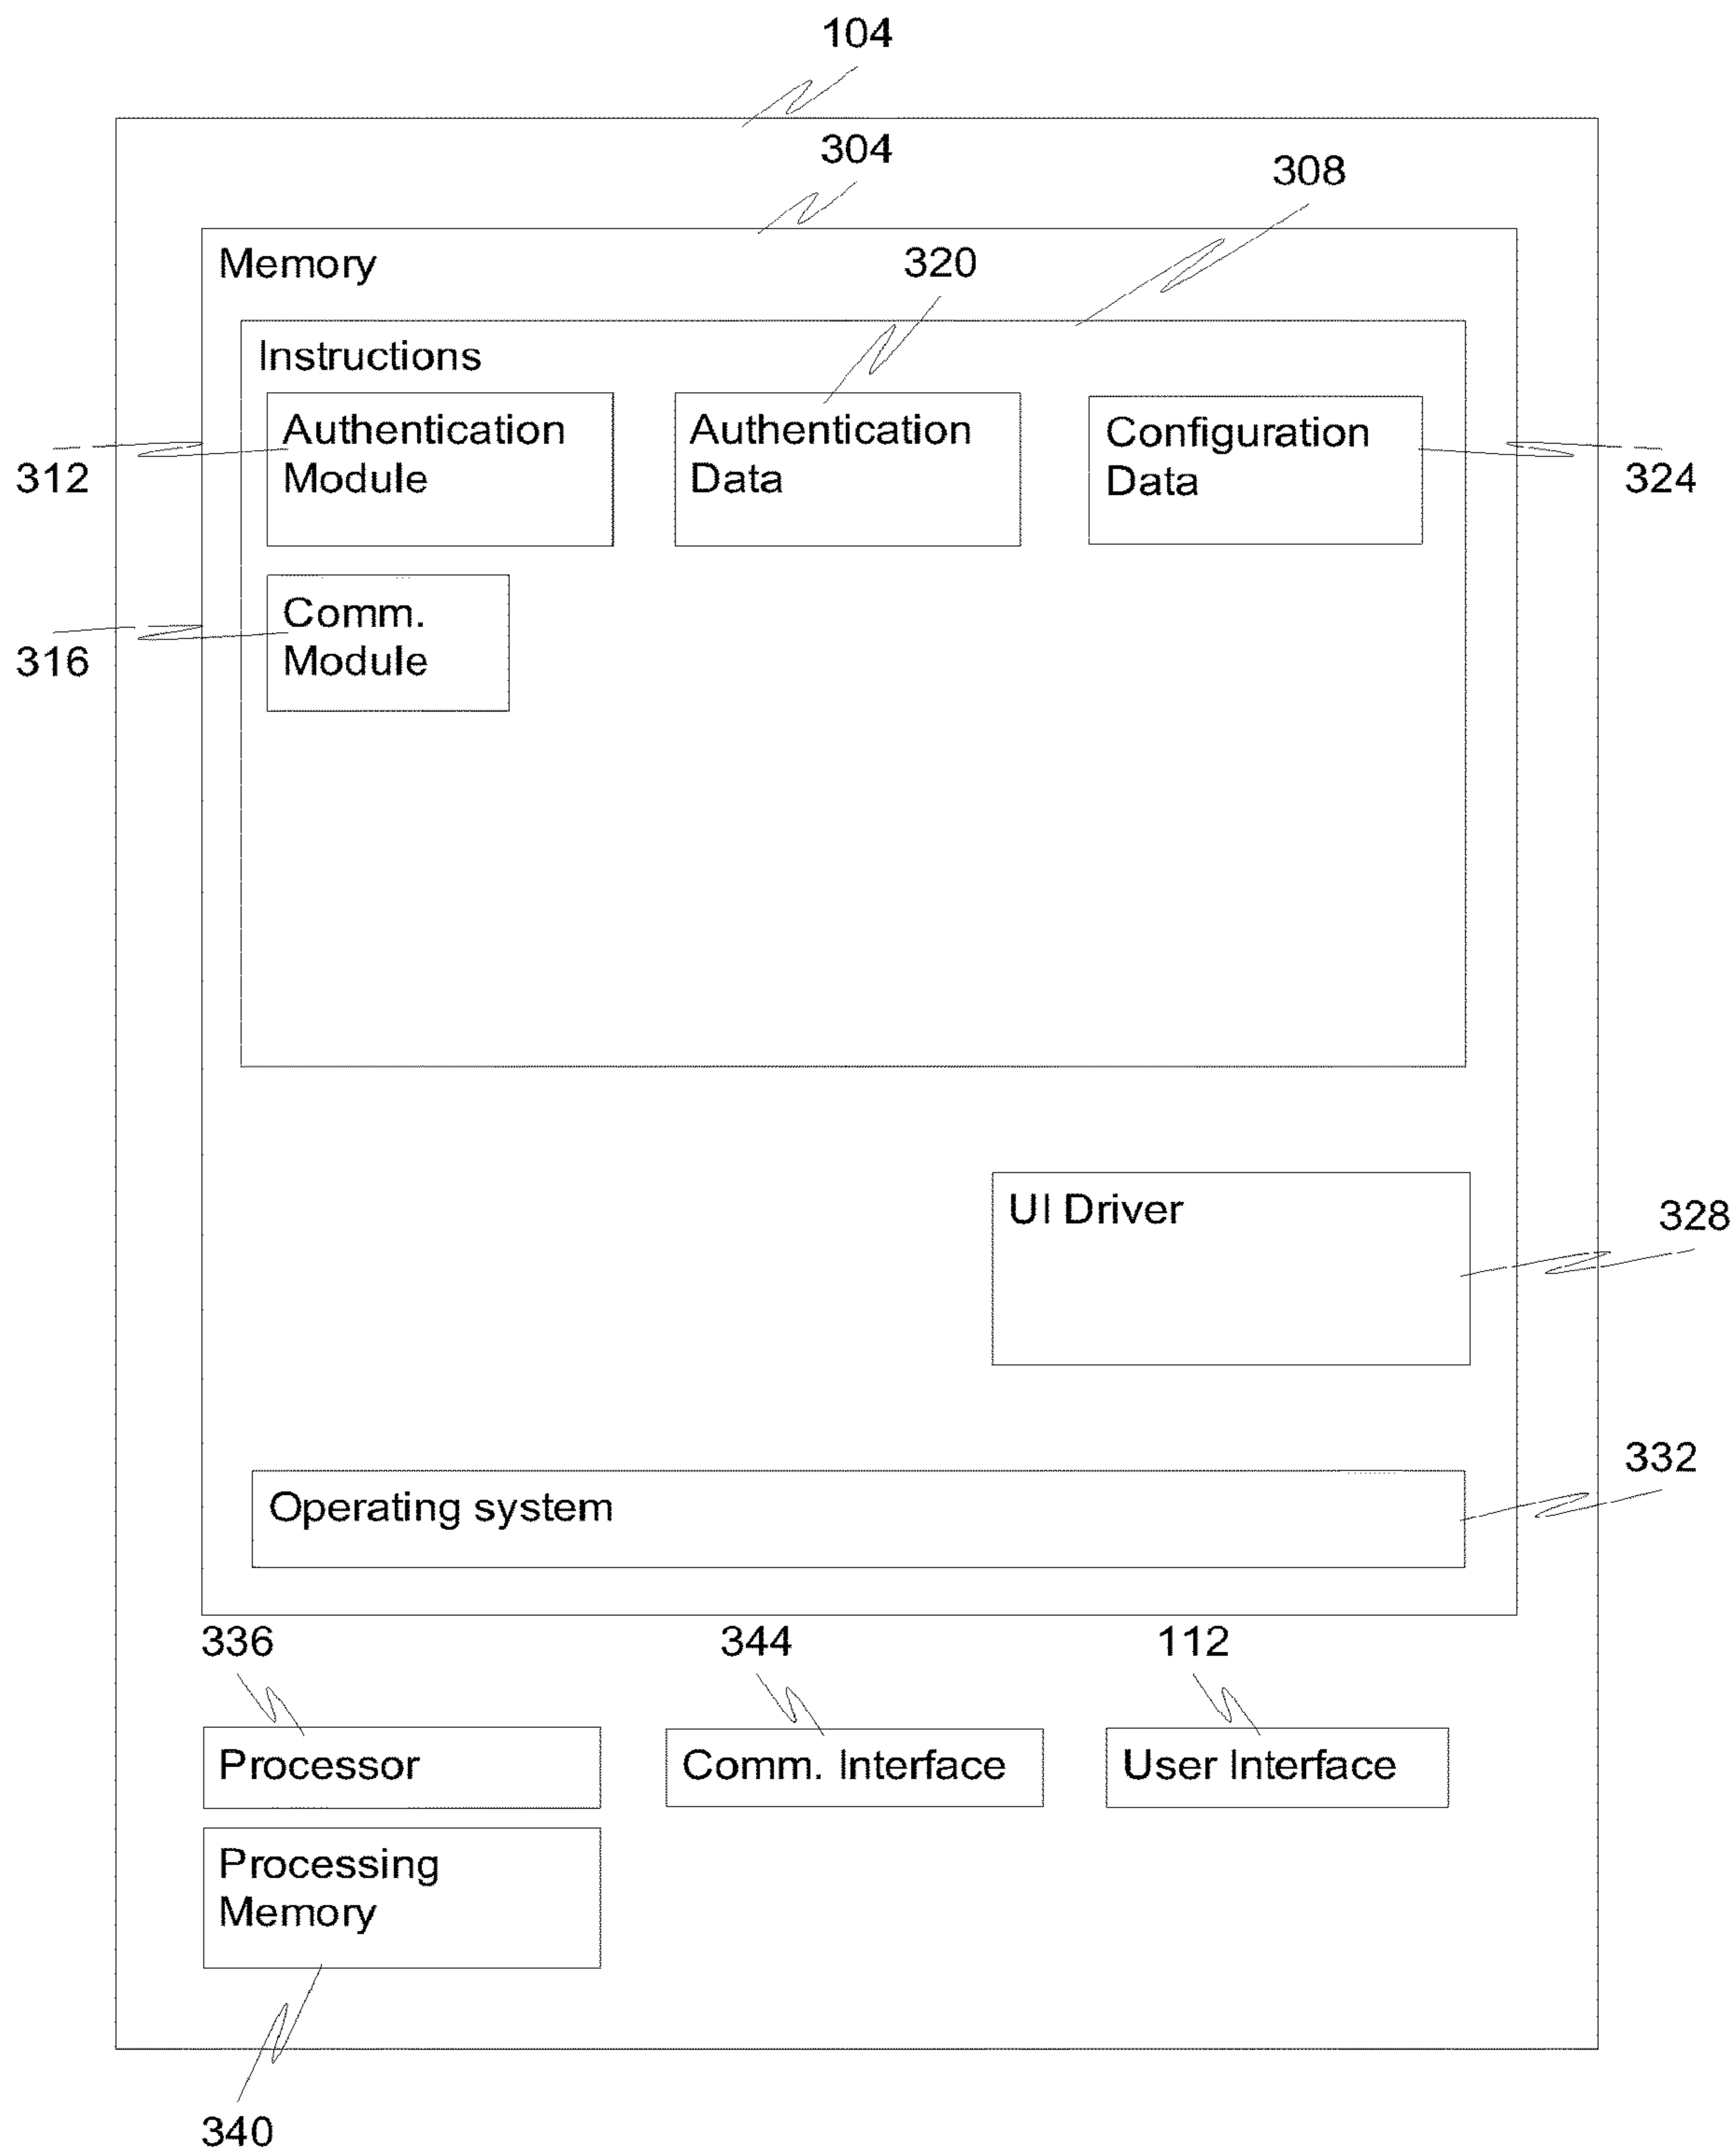 104
304
308
Memory
320
Instructions
Authentication
Module
Authentication
Data
Configuration
Data
312
324
Comm.
Module
316
UI Driver
328
332
Operating system
336
344
112
Processor
Comm. Interface
User Interface
Processing
Memory
340